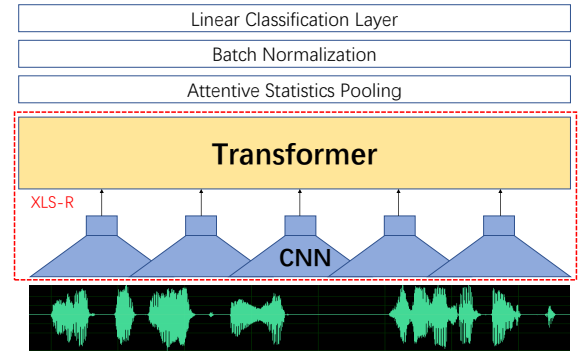 Linear Classification Layer
Batch Normalization
Attentive Statistics Pooling
Transformer
XLS-R
CNN